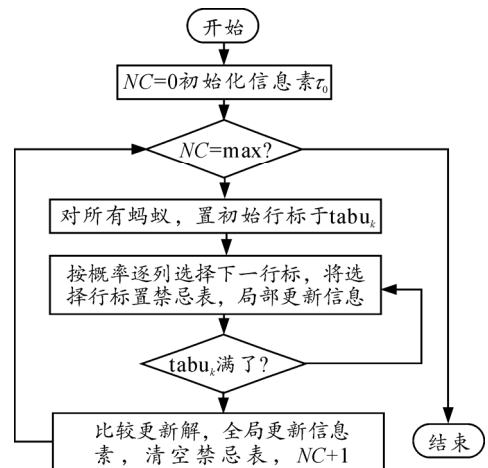 开始
NC=0初始化信息素τ₀
NC=max?
对所有蚂蚁，置初始行标于tabuₖ
按概率逐列选择下一行标，将选
择行标置禁忌表，局部更新信息
tabuₖ满了?
比较更新解，全局更新信息
素，清空禁忌表，NC+1
结束